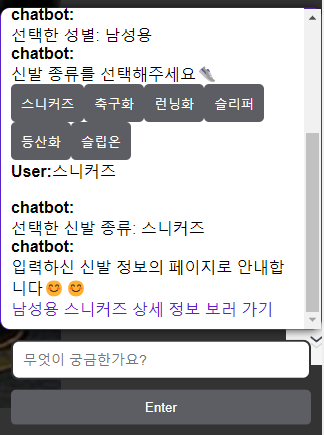 chatbot:
선택한 성별: 남성용
chatbot:
신발 종류를 선택해주세요👟
스니커즈 축구화 런닝화 슬리퍼
등산화 슬립온
User:스니커즈
chatbot:
선택한 신발 종류: 스니커즈
chatbot:
입력하신 신발 정보의 페이지로 안내합
니다😊 😊
남성용 스니커즈 상세 정보 보러 가기
무엇이 궁금한가요?
Enter